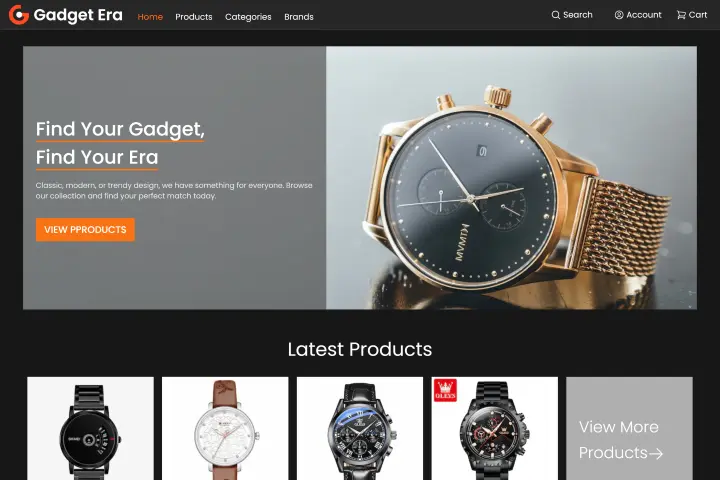 Gadget Era
Home Products Categories Brands
Search Account Cart
Find Your Gadget,
Find Your Era
Classic, modern, or trendy design, we have something for everyone. Browse
our collection and find your perfect match today.
VIEW PPRODUCTS
MVMTH
Latest Products
OLEVS
View More
Products